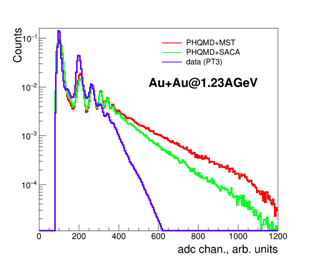 Counts
10⁻¹
10⁻²
10⁻³
10⁻⁴
PHQMD+MST
PHQMD+SACA
data (PT3)
Au+Au@1.23AGeV
0 200 400 600 800 1000 1200
adc chan., arb. units